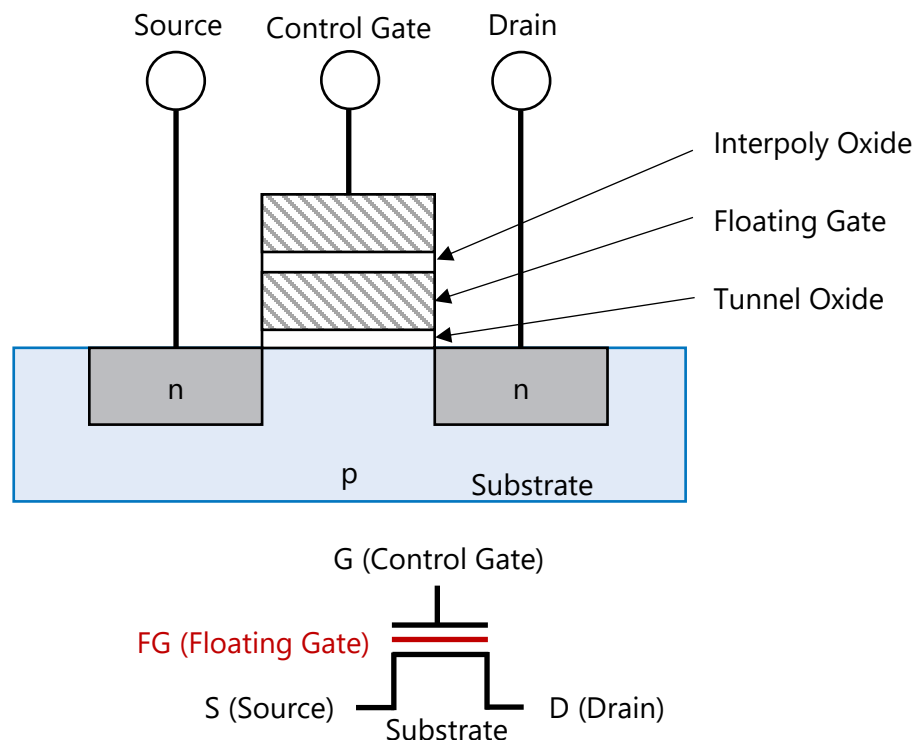 Source
Control Gate
Drain
Interpoly Oxide
Floating Gate
Tunnel Oxide
n
n
p
Substrate
G (Control Gate)
FG (Floating Gate)
S (Source)
D (Drain)
Substrate